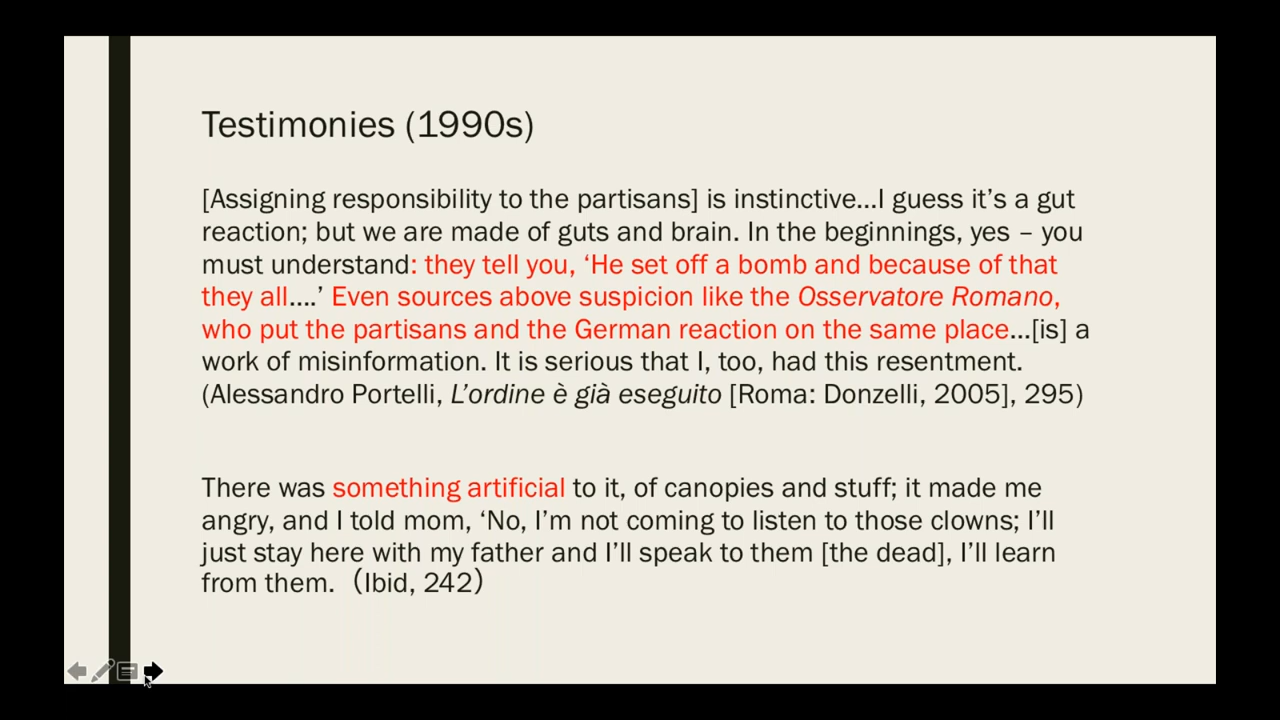 Testimonies (1990s)
[Assigning responsibility to the partisans] is instinctive...I guess it’s a gut
reaction; but we are made of guts and brain. In the beginnings, yes – you
must understand: they tell you, ‘He set off a bomb and because of that
they all....’ Even sources above suspicion like the Osservatore Romano,
who put the partisans and the German reaction on the same place...[is] a
work of misinformation. It is serious that I, too, had this resentment.
(Alessandro Portelli, L’ordine è già eseguito [Roma: Donzelli, 2005], 295)
There was something artificial to it, of canopies and stuff; it made me
angry, and I told mom, ‘No, I’m not coming to listen to those clowns; I’ll
just stay here with my father and I’ll speak to them [the dead], I’ll learn
from them. (Ibid, 242)